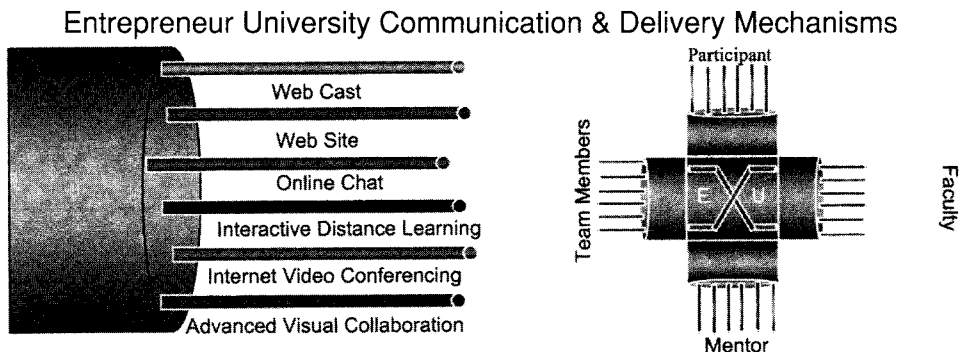 Entrepreneur University Communication & Delivery Mechanisms
Web Cast
Web Site
Online Chat
Interactive Distance Learning
Internet Video Conferencing
Advanced Visual Collaboration
Participant
Team Members
E U
Faculty
Mentor